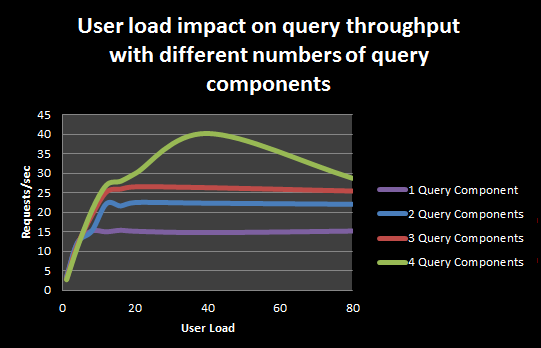 User load impact on query throughput
with different numbers of query
components
45
40
35
30
25
20
15
10
5
0
Requests/sec
0 20 40 60 80
User Load
1 Query Component
2 Query Components
3 Query Components
4 Query Components